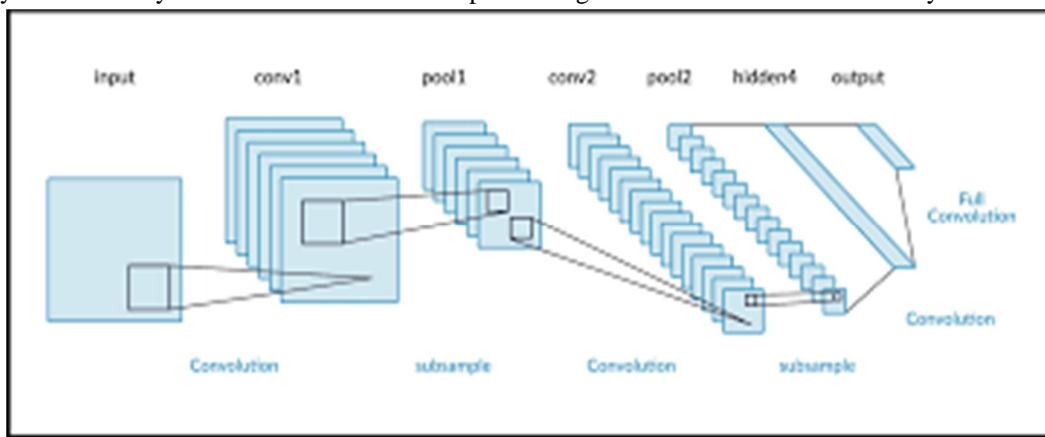 input conv1 pool1 conv2 pool2 hidden4 output
Full
Convolution
Convolution
Convolution subsample Convolution subsample